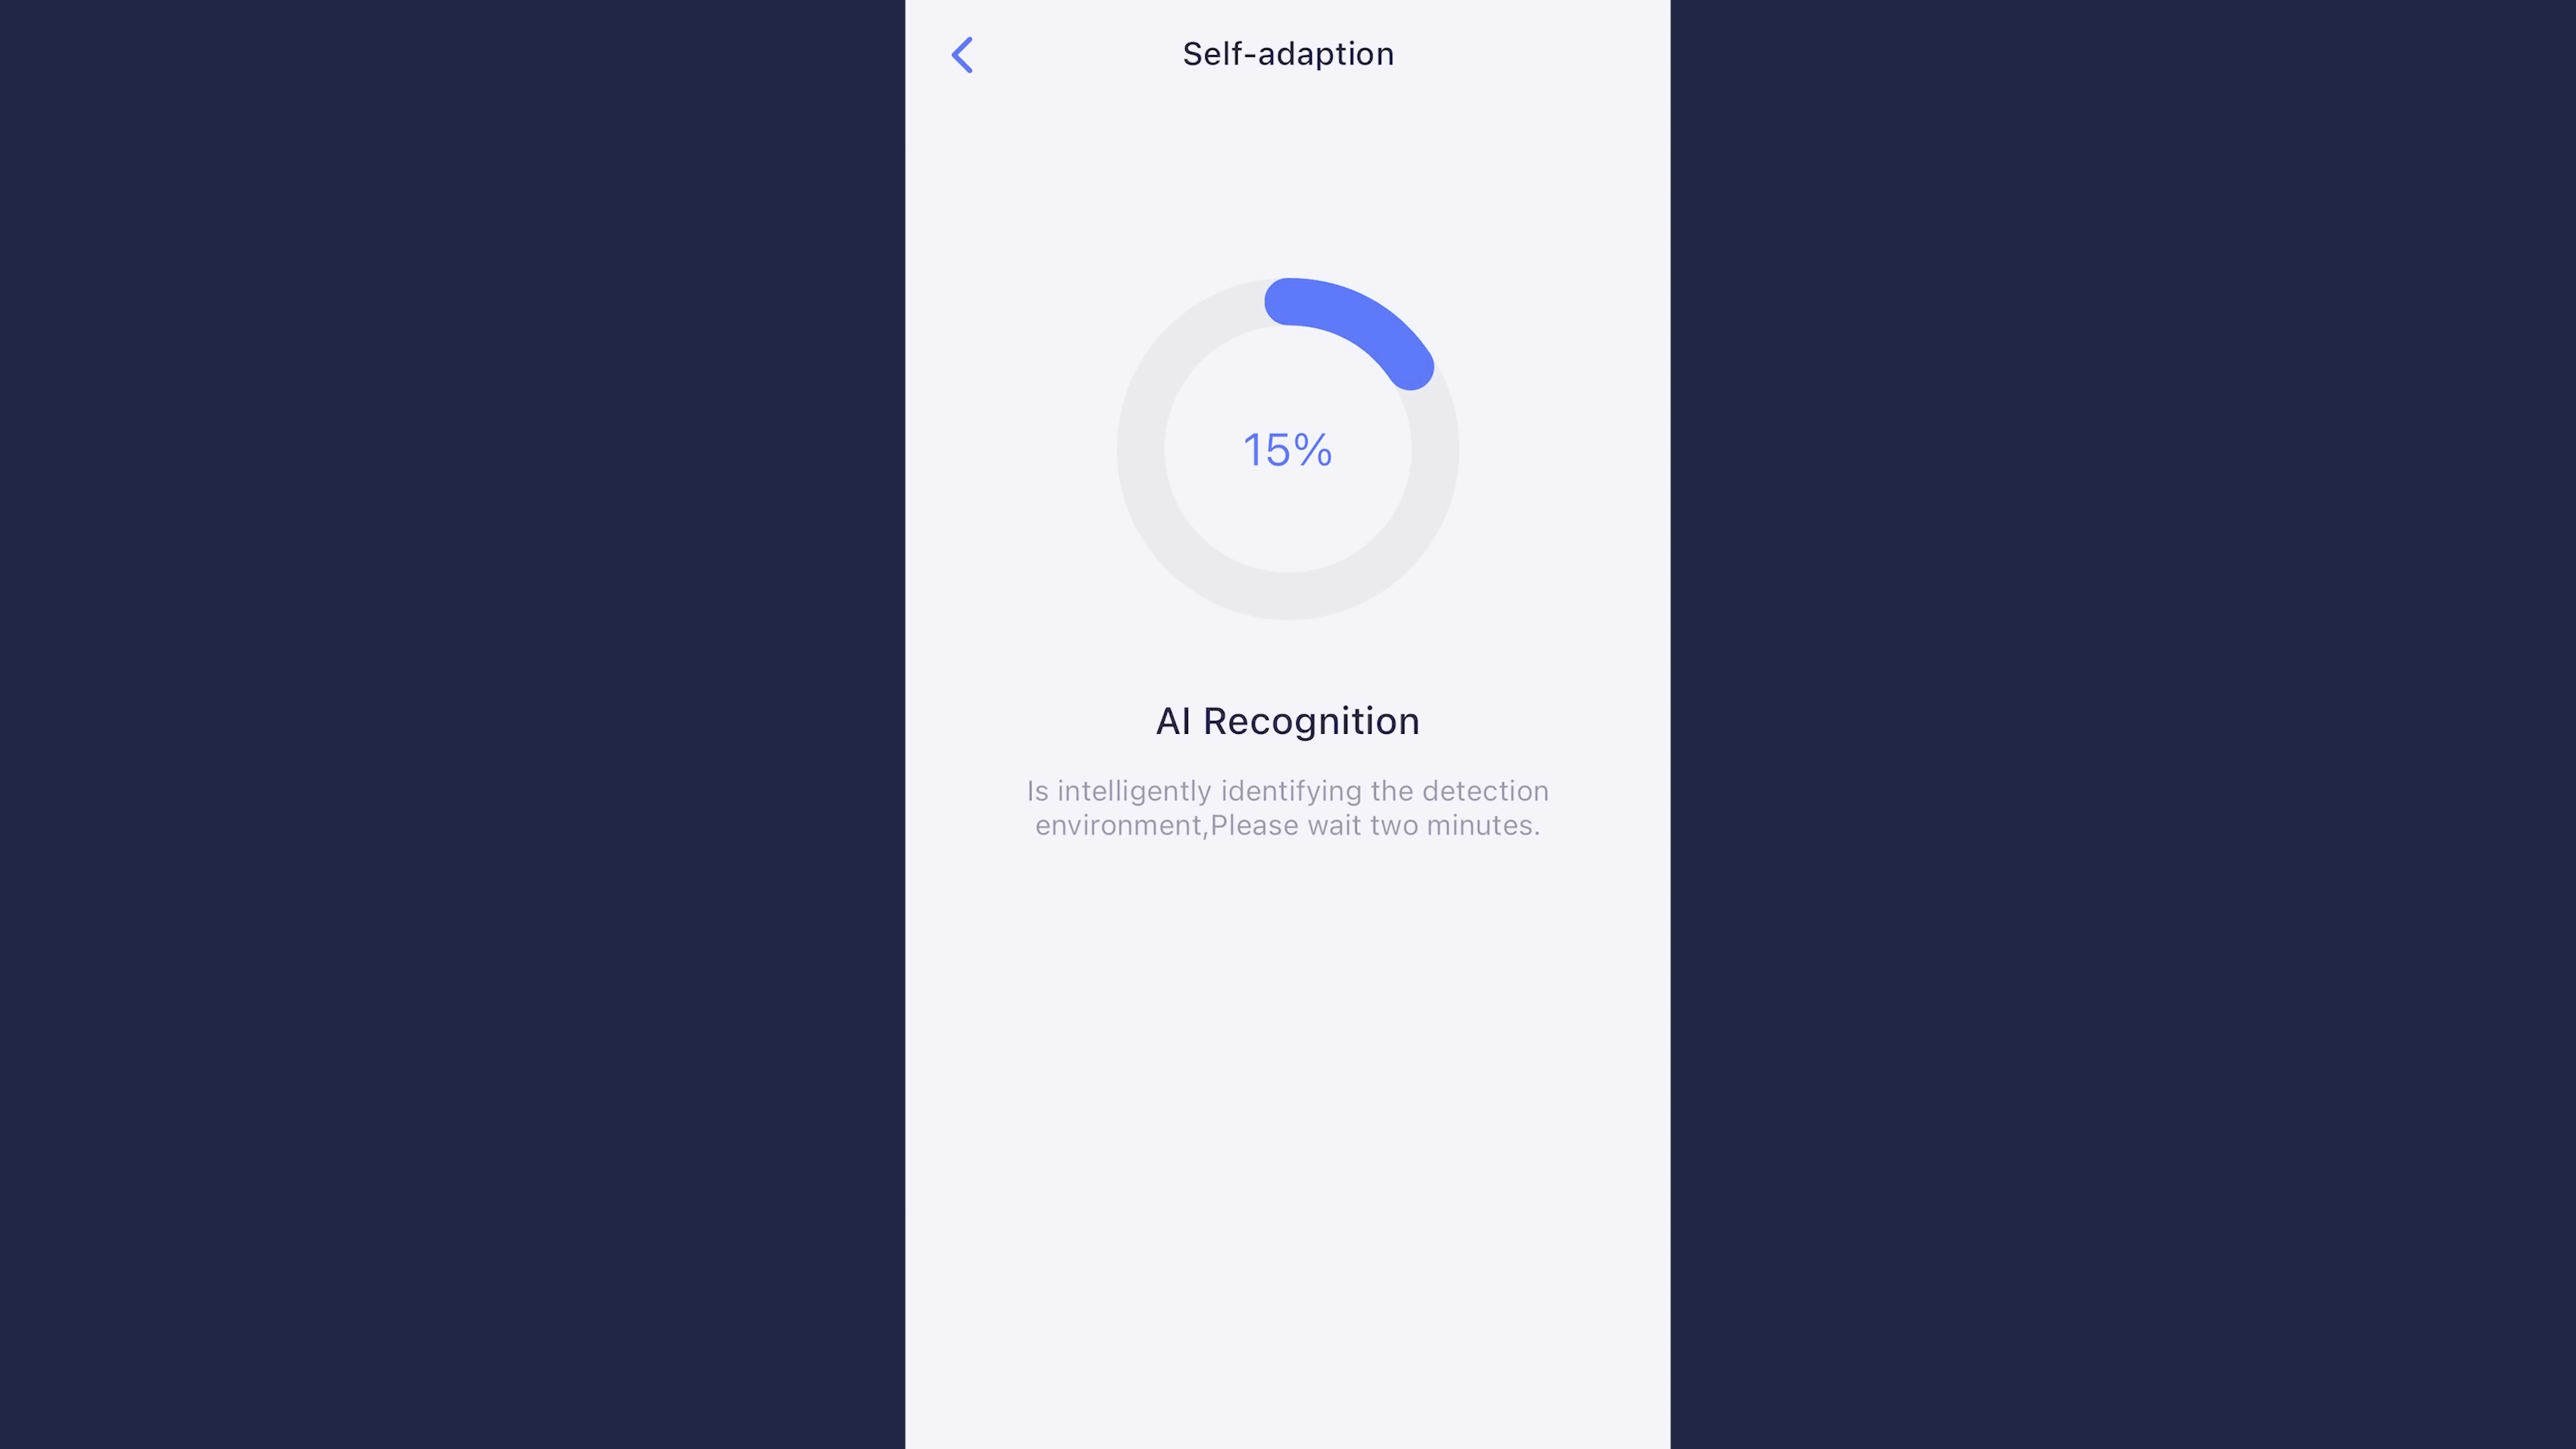 Self-adaption
15%
AI Recognition
Is intelligently identifying the detection
environment,Please wait two minutes.